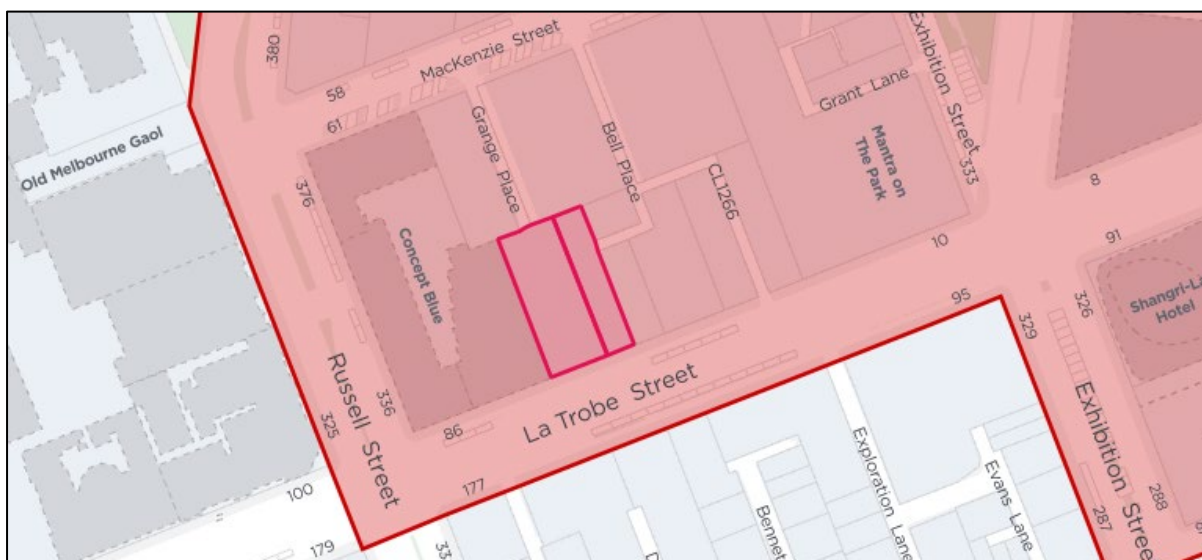 380
MacKenzie Street
Exhibition Street
58
61
Grange Place
Bell Place
Grant Lane
Old Melbourne Gaol
Mantra on
The Park
333
CL1266
376
8
Concept Blue
10
91
95
326
Shangri-La
Hotel
329
Russell Street
336
325
La Trobe Street
86
Exhibition Street
Exploration Lane
Evans Lane
177
100
288
287
179
33